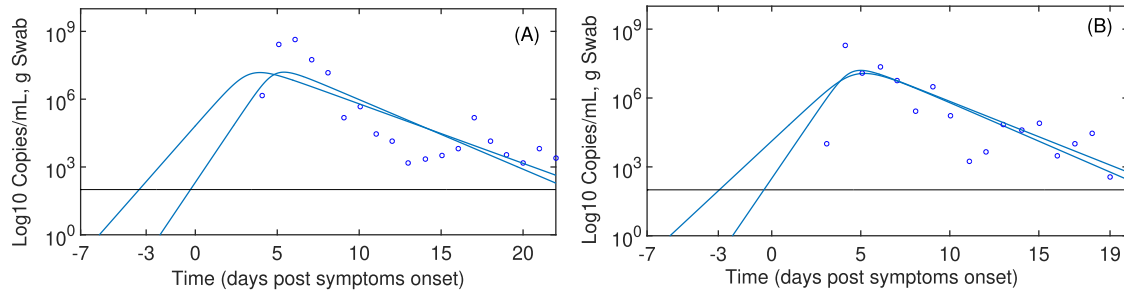 (A)
Log10 Copies/mL, g Swab
10^9
10^6
10^3
10^0
-7 -3 0 5 10 15 20
Time (days post symptoms onset)
(B)
Log10 Copies/mL, g Swab
10^9
10^6
10^3
10^0
-7 -3 0 5 10 15 19
Time (days post symptoms onset)